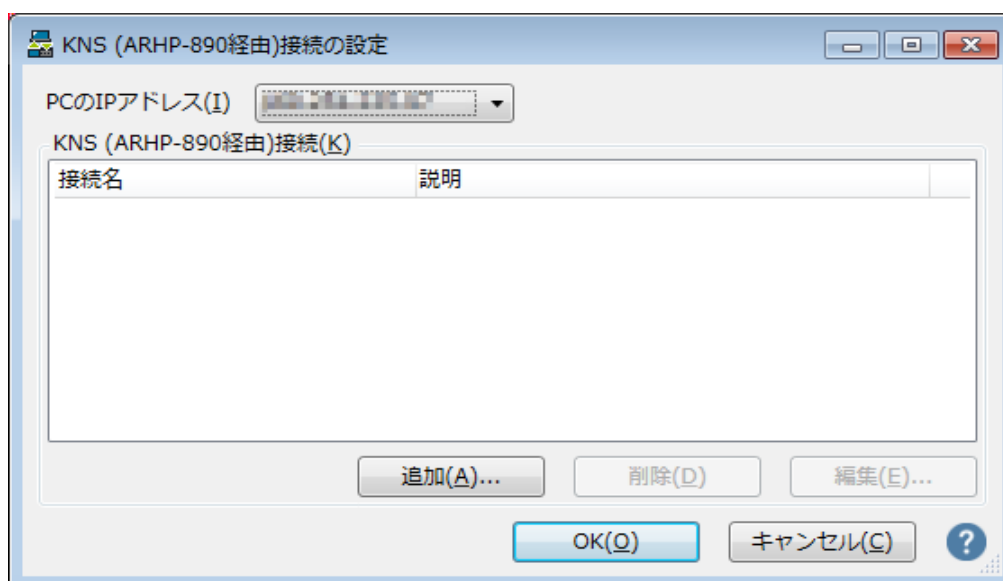 KNS (ARHP-890経由)接続の設定
PCのIPアドレス(I)
KNS (ARHP-890経由)接続(K)
接続名 説明
追加(A)... 削除(D) 編集(E)...
OK(O) キャンセル(C) ?